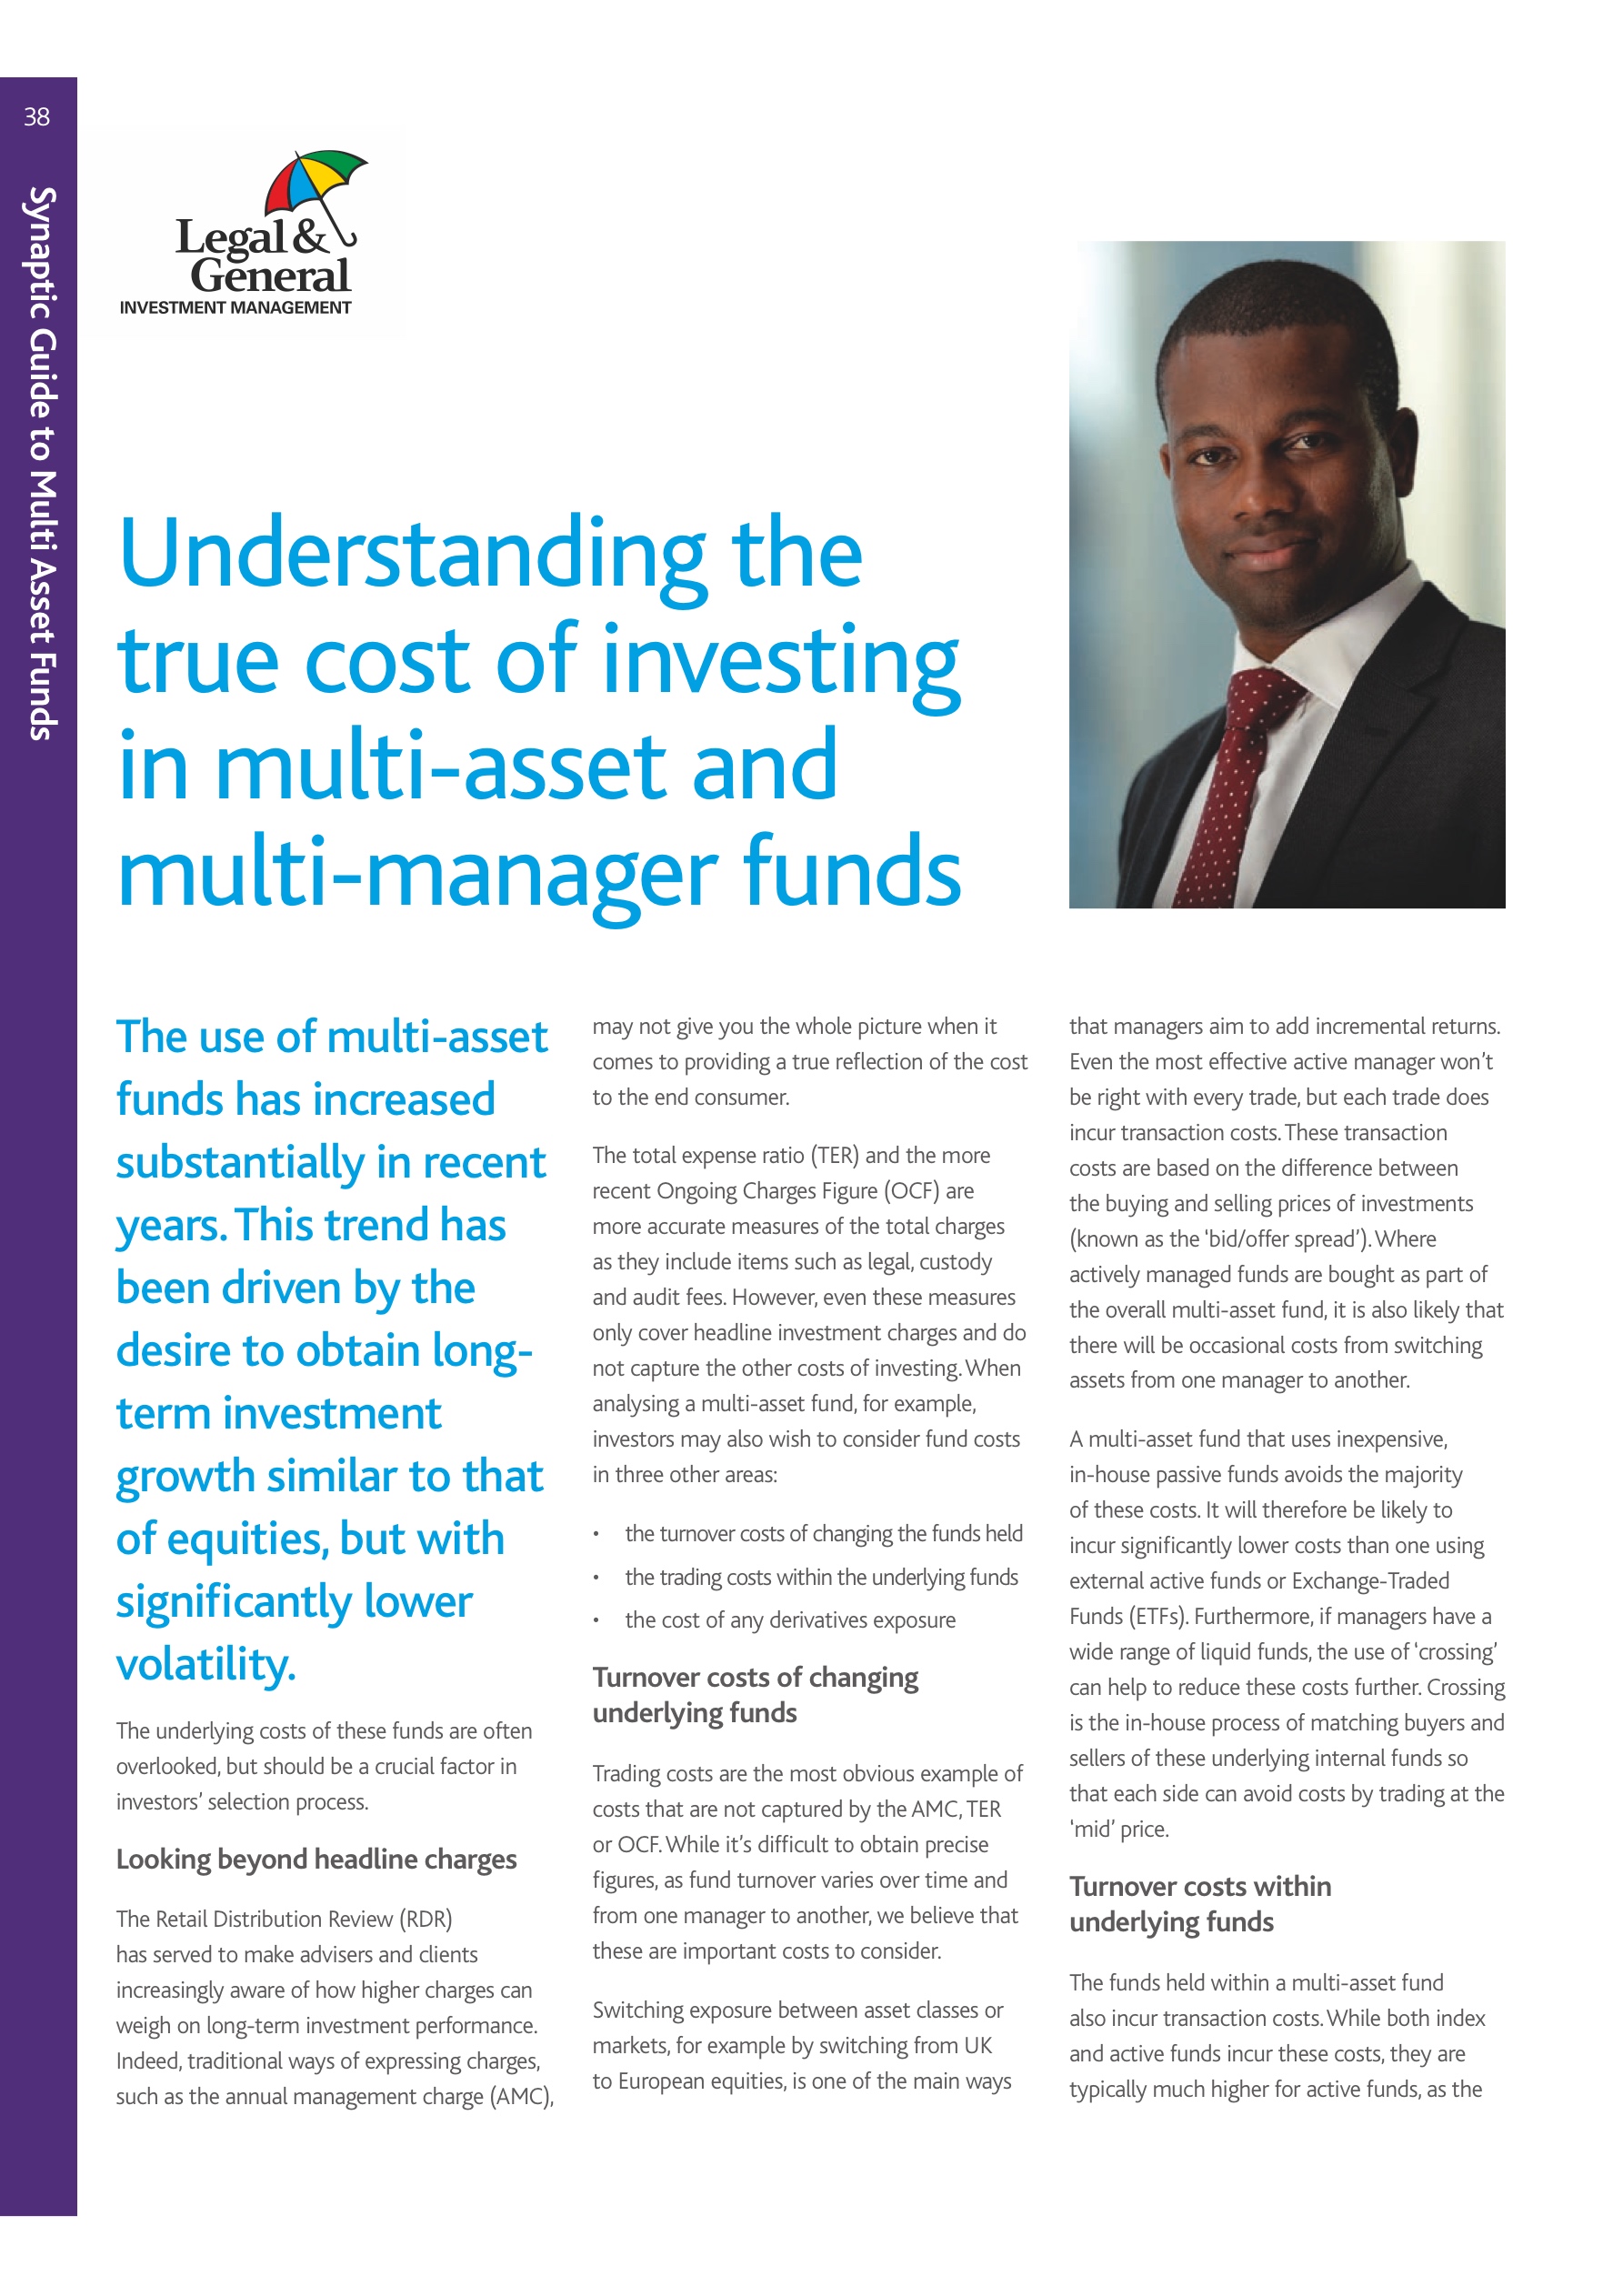 38
Synaptic Guide to Multi Asset Funds
Legal &
General
INVESTMENT MANAGEMENT
Understanding the
true cost of investing
in multi-asset and
multi-manager funds
The use of multi-asset
funds has increased
substantially in recent
years. This trend has
been driven by the
desire to obtain long-
term investment
growth similar to that
of equities, but with
significantly lower
volatility.
The underlying costs of these funds are often
overlooked, but should be a crucial factor in
investors’ selection process.
Looking beyond headline charges
The Retail Distribution Review (RDR)
has served to make advisers and clients
increasingly aware of how higher charges can
weigh on long-term investment performance.
Indeed, traditional ways of expressing charges,
such as the annual management charge (AMC),
may not give you the whole picture when it
comes to providing a true reflection of the cost
to the end consumer.
The total expense ratio (TER) and the more
recent Ongoing Charges Figure (OCF) are
more accurate measures of the total charges
as they include items such as legal, custody
and audit fees. However, even these measures
only cover headline investment charges and do
not capture the other costs of investing. When
analysing a multi-asset fund, for example,
investors may also wish to consider fund costs
in three other areas:
• the turnover costs of changing the funds held
• the trading costs within the underlying funds
• the cost of any derivatives exposure
Turnover costs of changing
underlying funds
Trading costs are the most obvious example of
costs that are not captured by the AMC, TER
or OCF. While it’s difficult to obtain precise
figures, as fund turnover varies over time and
from one manager to another, we believe that
these are important costs to consider.
Switching exposure between asset classes or
markets, for example by switching from UK
to European equities, is one of the main ways
that managers aim to add incremental returns.
Even the most effective active manager won’t
be right with every trade, but each trade does
incur transaction costs. These transaction
costs are based on the difference between
the buying and selling prices of investments
(known as the ‘bid/offer spread’). Where
actively managed funds are bought as part of
the overall multi-asset fund, it is also likely that
there will be occasional costs from switching
assets from one manager to another.
A multi-asset fund that uses inexpensive,
in-house passive funds avoids the majority
of these costs. It will therefore be likely to
incur significantly lower costs than one using
external active funds or Exchange-Traded
Funds (ETFs). Furthermore, if managers have a
wide range of liquid funds, the use of ‘crossing’
can help to reduce these costs further. Crossing
is the in-house process of matching buyers and
sellers of these underlying internal funds so
that each side can avoid costs by trading at the
‘mid’ price.
Turnover costs within
underlying funds
The funds held within a multi-asset fund
also incur transaction costs. While both index
and active funds incur these costs, they are
typically much higher for active funds, as the